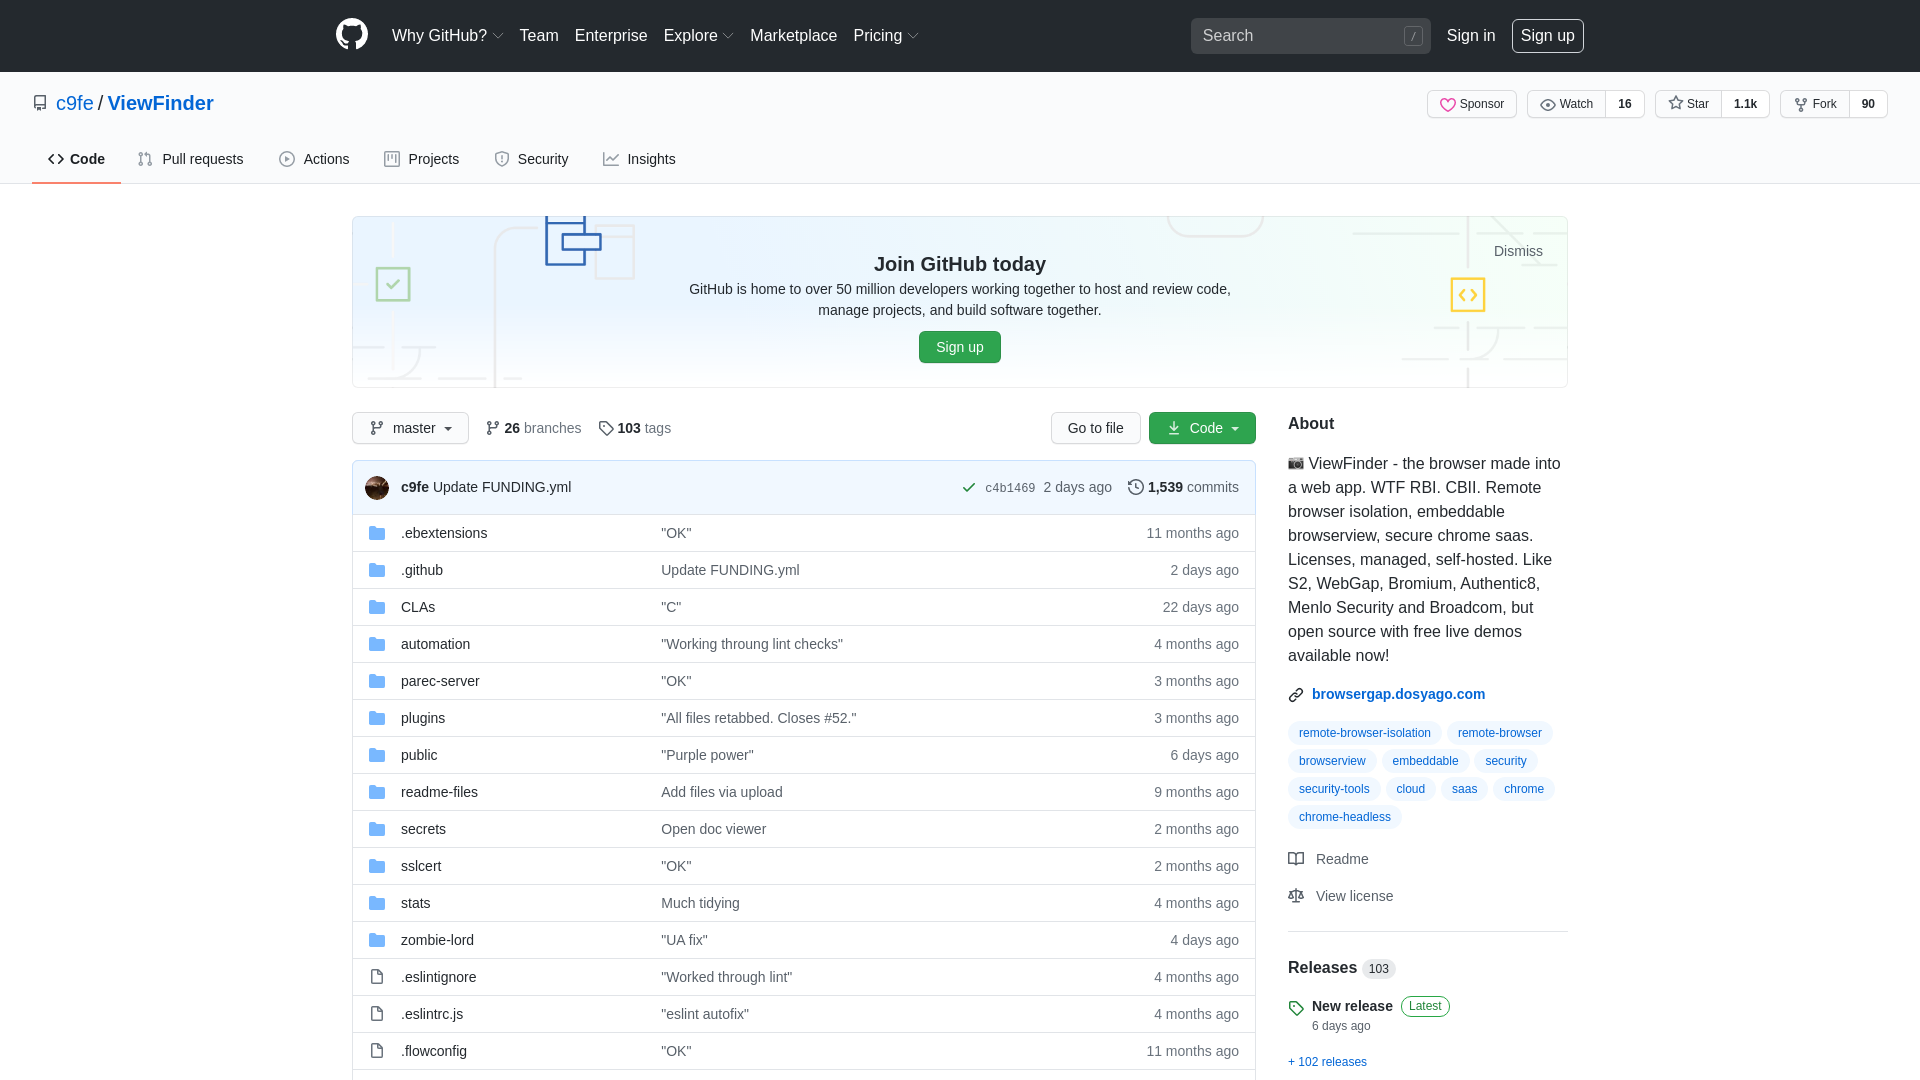 Why GitHub? Team Enterprise Explore Marketplace Pricing Search / Sign in Sign up
c9fe / ViewFinder Sponsor Watch 16 Star 1.1k Fork 90
Code Pull requests Actions Projects Security Insights
Dismiss
Join GitHub today
GitHub is home to over 50 million developers working together to host and review code,
manage projects, and build software together.
Sign up
master 26 branches 103 tags Go to file Code
c9fe Update FUNDING.yml c4b1469 2 days ago 1,539 commits
.ebextensions "OK" 11 months ago
.github Update FUNDING.yml 2 days ago
CLAs "C" 22 days ago
automation "Working throung lint checks" 4 months ago
parec-server "OK" 3 months ago
plugins "All files retabbed. Closes #52." 3 months ago
public "Purple power" 6 days ago
readme-files Add files via upload 9 months ago
secrets Open doc viewer 2 months ago
sslcert "OK" 2 months ago
stats Much tidying 4 months ago
zombie-lord "UA fix" 4 days ago
.eslintignore "Worked through lint" 4 months ago
.eslintrc.js "eslint autofix" 4 months ago
.flowconfig "OK" 11 months ago
About
📷 ViewFinder - the browser made into
a web app. WTF RBI. CBII. Remote
browser isolation, embeddable
browserview, secure chrome saas.
Licenses, managed, self-hosted. Like
S2, WebGap, Bromium, Authentic8,
Menlo Security and Broadcom, but
open source with free live demos
available now!
browsergap.dosyago.com
remote-browser-isolation remote-browser
browserview embeddable security
security-tools cloud saas chrome
chrome-headless
Readme
View license
Releases 103
New release Latest
6 days ago
+ 102 releases